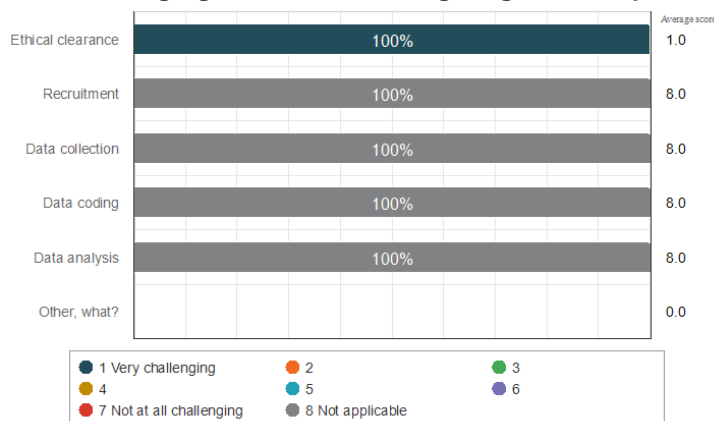 Average score
Ethical clearance 100% 1.0
Recruitment 100% 8.0
Data collection 100% 8.0
Data coding 100% 8.0
Data analysis 100% 8.0
Other, what? 0.0
1 Very challenging 2 3
4 5 6
7 Not at all challenging 8 Not applicable